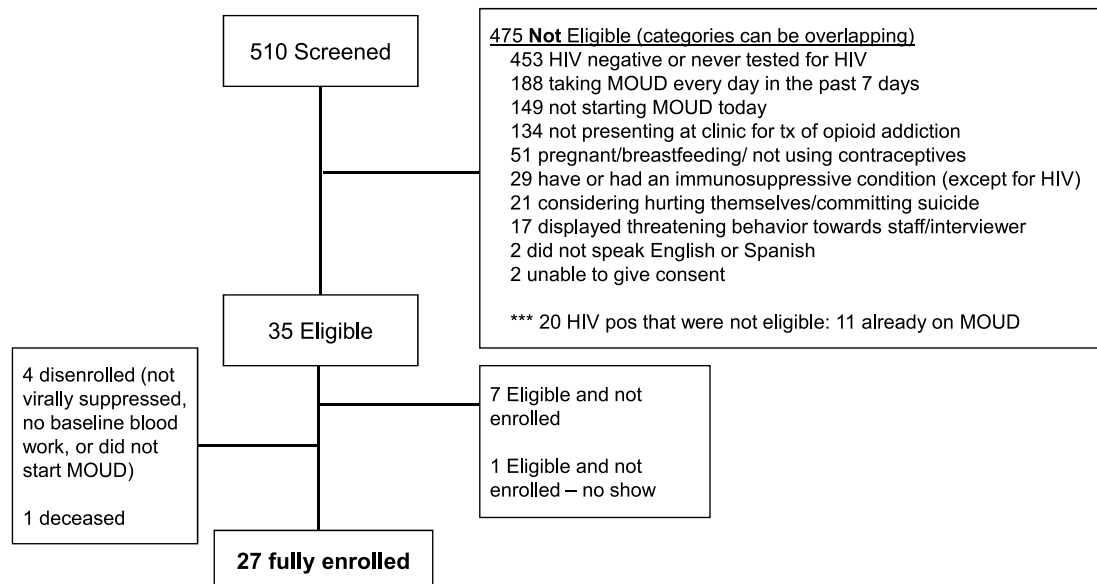 510 Screened
475 Not Eligible (categories can be overlapping)
453 HIV negative or never tested for HIV
188 taking MOUD every day in the past 7 days
149 not starting MOUD today
134 not presenting at clinic for tx of opioid addiction
51 pregnant/breastfeeding/ not using contraceptives
29 have or had an immunosuppressive condition (except for HIV)
21 considering hurting themselves/committing suicide
17 displayed threatening behavior towards staff/interviewer
2 did not speak English or Spanish
2 unable to give consent
*** 20 HIV pos that were not eligible: 11 already on MOUD
35 Eligible
4 disenrolled (not
virally suppressed,
no baseline blood
work, or did not
start MOUD)
1 deceased
7 Eligible and not
enrolled
1 Eligible and not
enrolled – no show
27 fully enrolled